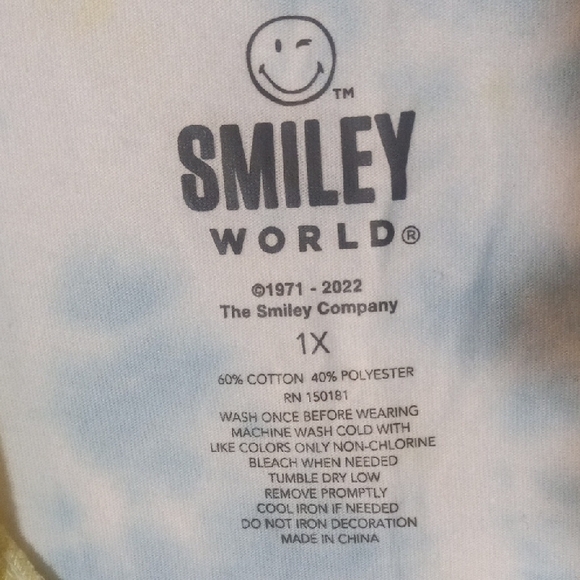 TM
SMILEY
WORLD®
©1971 - 2022
The Smiley Company
1X
60% COTTON 40% POLYESTER
RN 150181
WASH ONCE BEFORE WEARING
MACHINE WASH COLD WITH
LIKE COLORS ONLY NON-CHLORINE
BLEACH WHEN NEEDED
TUMBLE DRY LOW
REMOVE PROMPTLY
COOL IRON IF NEEDED
DO NOT IRON DECORATION
MADE IN CHINA